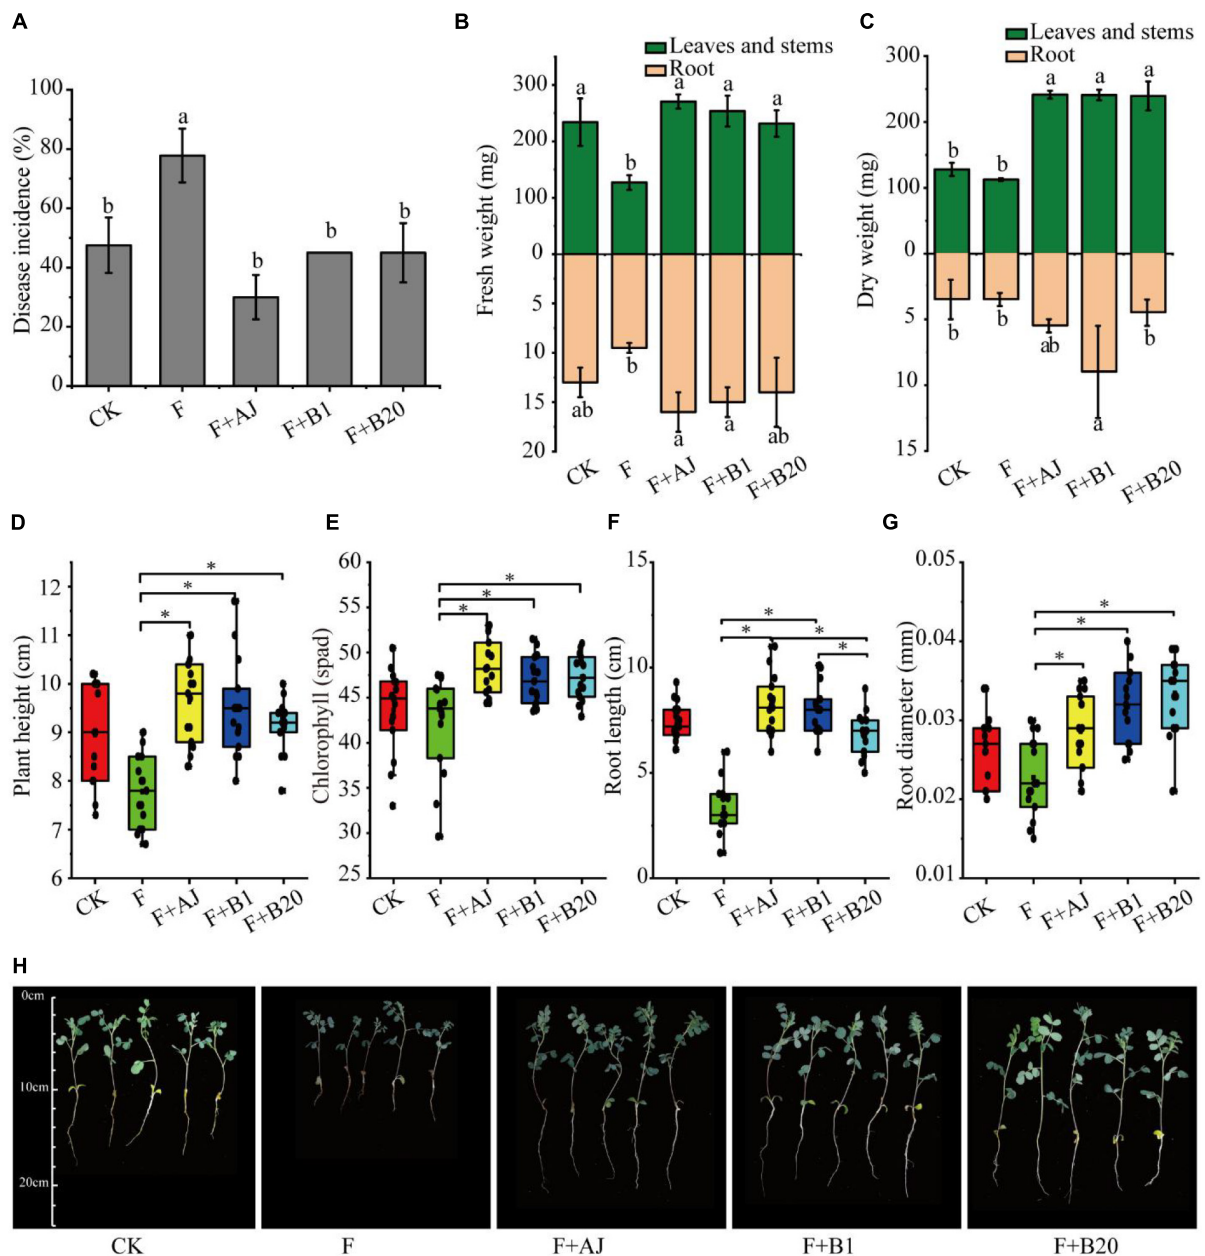 A
Disease incidence (%)
100
80
60
40
20
0
b
a
b
b
b
CK
F
F+AJ
F+B1
F+B20
B
Leaves and stems
Root
Fresh weight (mg)
300
200
100
0
5
10
15
20
a
b
a
a
a
ab
b
a
a
ab
CK
F
F+AJ
F+B1
F+B20
C
Leaves and stems
Root
Dry weight (mg)
300
200
100
0
5
10
15
b
b
a
a
a
b
b
ab
a
b
CK
F
F+AJ
F+B1
F+B20
D
Plant height (cm)
12
11
10
9
8
7
6
*
*
*
CK
F
F+AJ
F+B1
F+B20
E
Chlorophyll (spad)
60
55
50
45
40
35
30
25
*
*
*
CK
F
F+AJ
F+B1
F+B20
F
Root length (cm)
15
10
5
0
*
*
*
*
CK
F
F+AJ
F+B1
F+B20
G
Root diameter (mm)
0.05
0.04
0.03
0.02
0.01
*
*
*
CK
F
F+AJ
F+B1
F+B20
H
0cm
10cm
20cm
CK
F
F+AJ
F+B1
F+B20